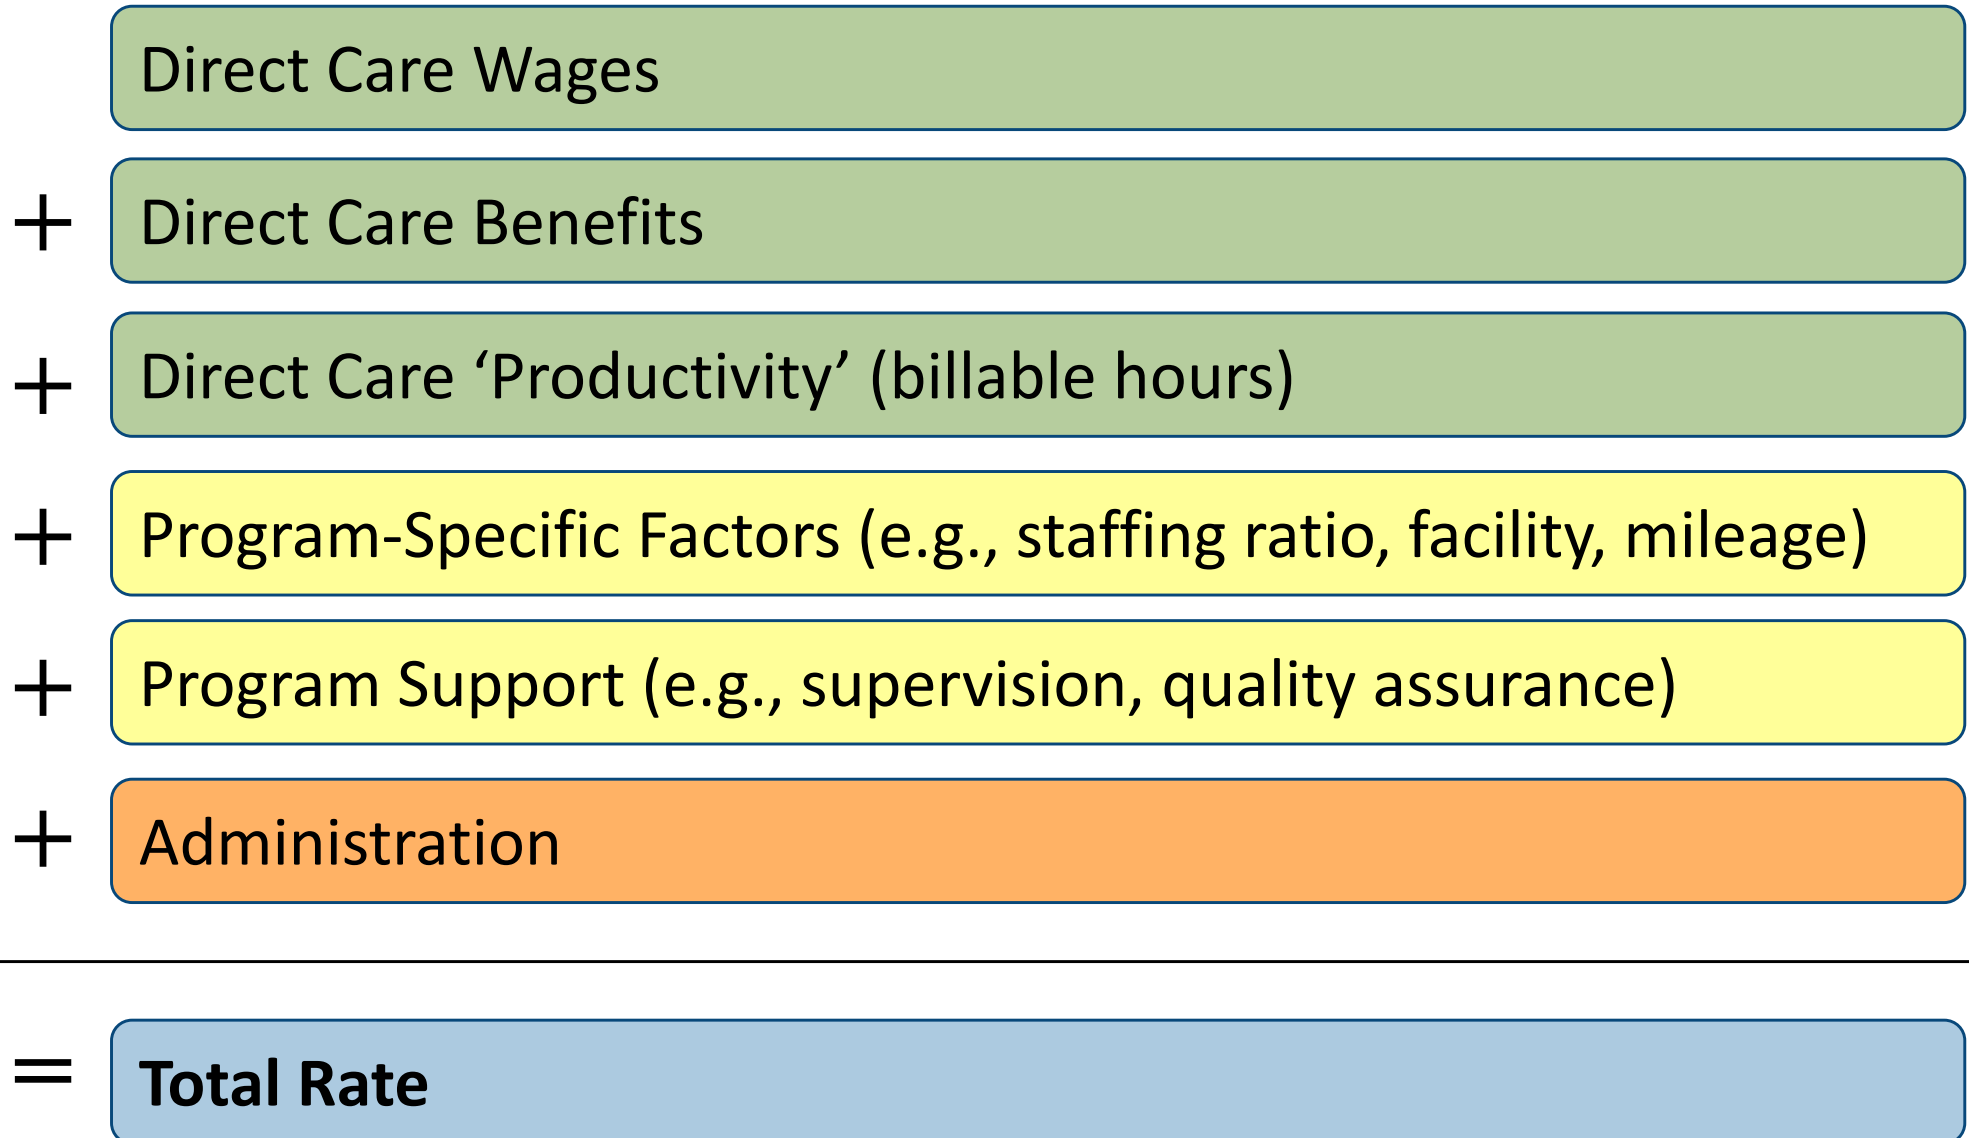 Direct Care Wages
+ Direct Care Benefits
+ Direct Care ‘Productivity’ (billable hours)
+ Program-Specific Factors (e.g., staffing ratio, facility, mileage)
+ Program Support (e.g., supervision, quality assurance)
+ Administration
= Total Rate